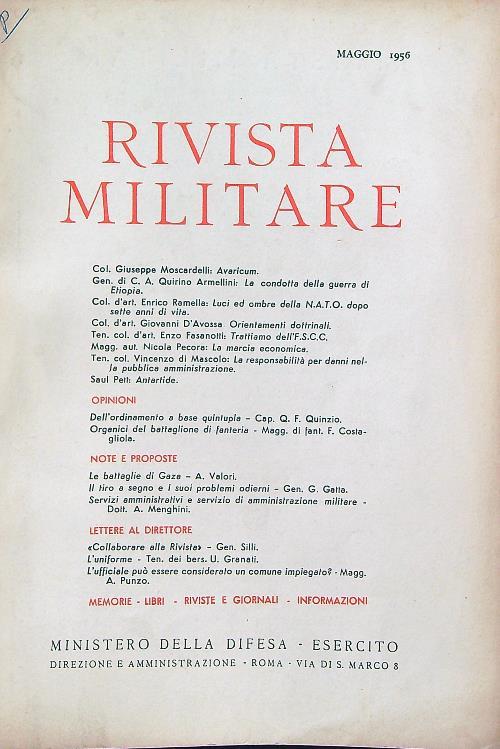 P
MAGGIO 1956
RIVISTA
MILITARE
Col. Giuseppe Moscardelli: Avaricum.
Gen. di C. A. Quirino Armellini: La condotta della guerra di
Etiopia.
Col. d'art. Enrico Ramella: Luci ed ombre della N.A.T.O. dopo
sette anni di vita.
Col. d'art. Giovanni D'Avossa Orientamenti dottrinali.
Ten. col. d'art. Enzo Fasanotti: Trattiamo dell'F.S.C.C.
Magg. aut. Nicola Pecora: La marcia economica.
Ten. col. Vincenzo di Mascolo: La responsabilità per danni nel-
la pubblica amministrazione.
Saul Pett: Antartide.
OPINIONI
Dell'ordinamento a base quintupla - Cap. Q. F. Quinzio.
Organici del battaglione di fanteria - Magg. di fant. F. Costa-
gliola.
NOTE E PROPOSTE
Le battaglie di Gaza - A. Valori.
Il tiro a segno e i suoi problemi odierni - Gen. G. Gatta.
Servizi amministrativi e servizio di amministrazione militare -
Dott. A. Menghini.
LETTERE AL DIRETTORE
«Collaborare alla Rivista» - Gen. Silli.
L'uniforme - Ten. dei bers. U. Granati.
L'ufficiale può essere considerato un comune impiegato? - Magg.
A. Punzo.
MEMORIE - LIBRI - RIVISTE E GIORNALI - INFORMAZIONI
MINISTERO DELLA DIFESA - ESERCITO
DIREZIONE E AMMINISTRAZIONE - ROMA - VIA DI S. MARCO 8